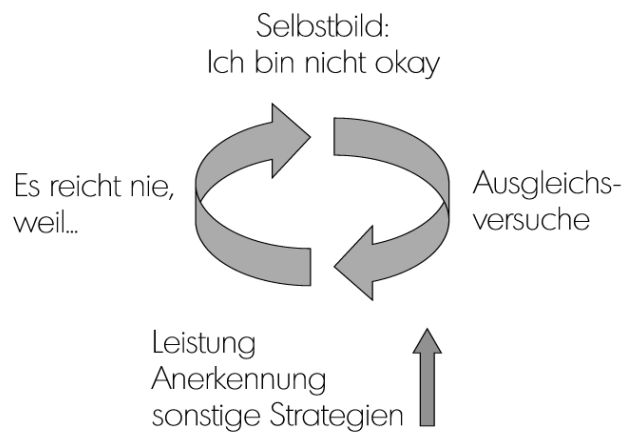 Selbstbild:
Ich bin nicht okay
Es reicht nie,
weil...
Ausgleichs-
versuche
Leistung
Anerkennung
sonstige Strategien